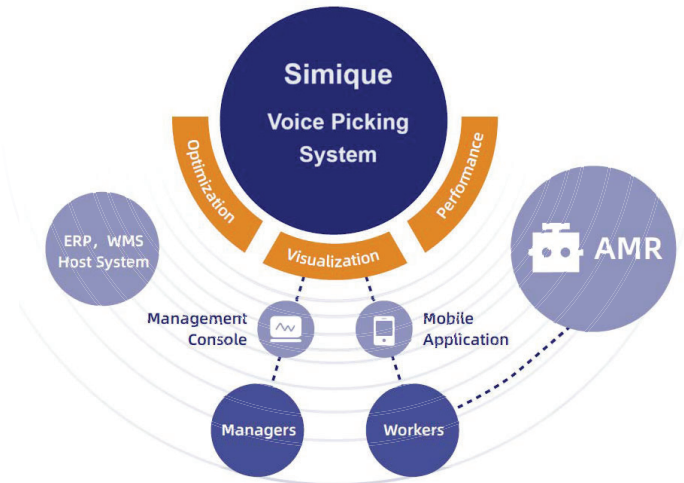 Simique
Voice Picking
System
Optimization
Visualization
Performance
ERP, WMS
Host System
AMR
Management
Console
Mobile
Application
Managers
Workers